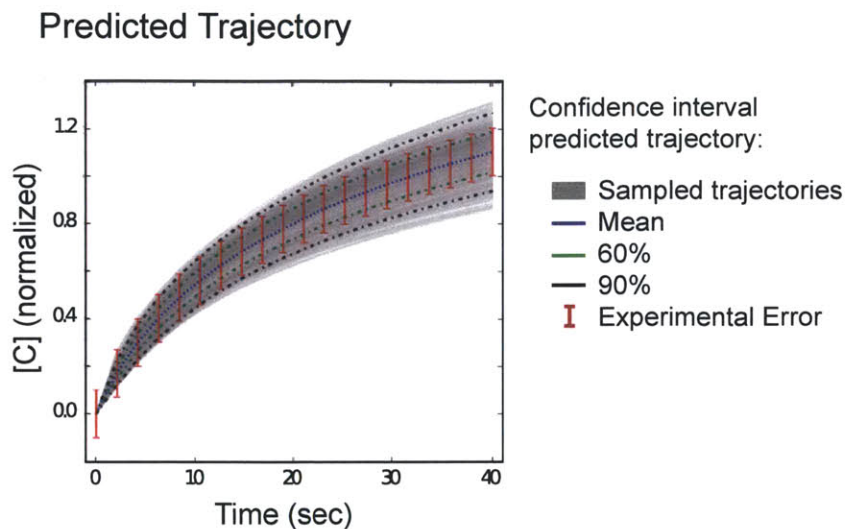 Predicted Trajectory
[C] (normalized)
1.2
0.8
0.4
0.0
0
10
20
30
40
Time (sec)
Confidence interval
predicted trajectory:
Sampled trajectories
Mean
60%
90%
Experimental Error